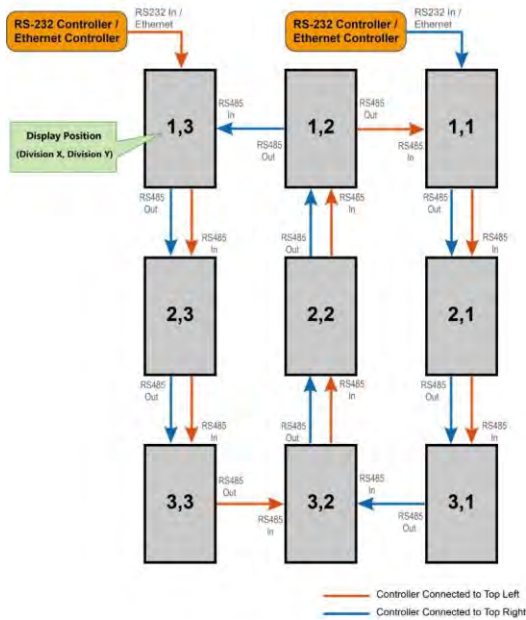 RS-232 Controller /
Ethernet Controller
RS232 In /
Ethernet
RS-232 Controller /
Ethernet Controller
RS232 In /
Ethernet
1,3
RS485
In
RS485
Out
1,2
RS485
Out
RS485
In
1,1
Display Position
(Division X, Division Y)
RS485
Out
RS485
In
RS485
Out
RS485
In
RS485
Out
RS485
In
2,3
2,2
2,1
RS485
Out
RS485
In
RS485
Out
RS485
In
RS485
Out
RS485
In
3,3
RS485
Out
RS485
In
3,2
RS485
In
RS485
Out
3,1
Controller Connected to Top Left
Controller Connected to Top Right